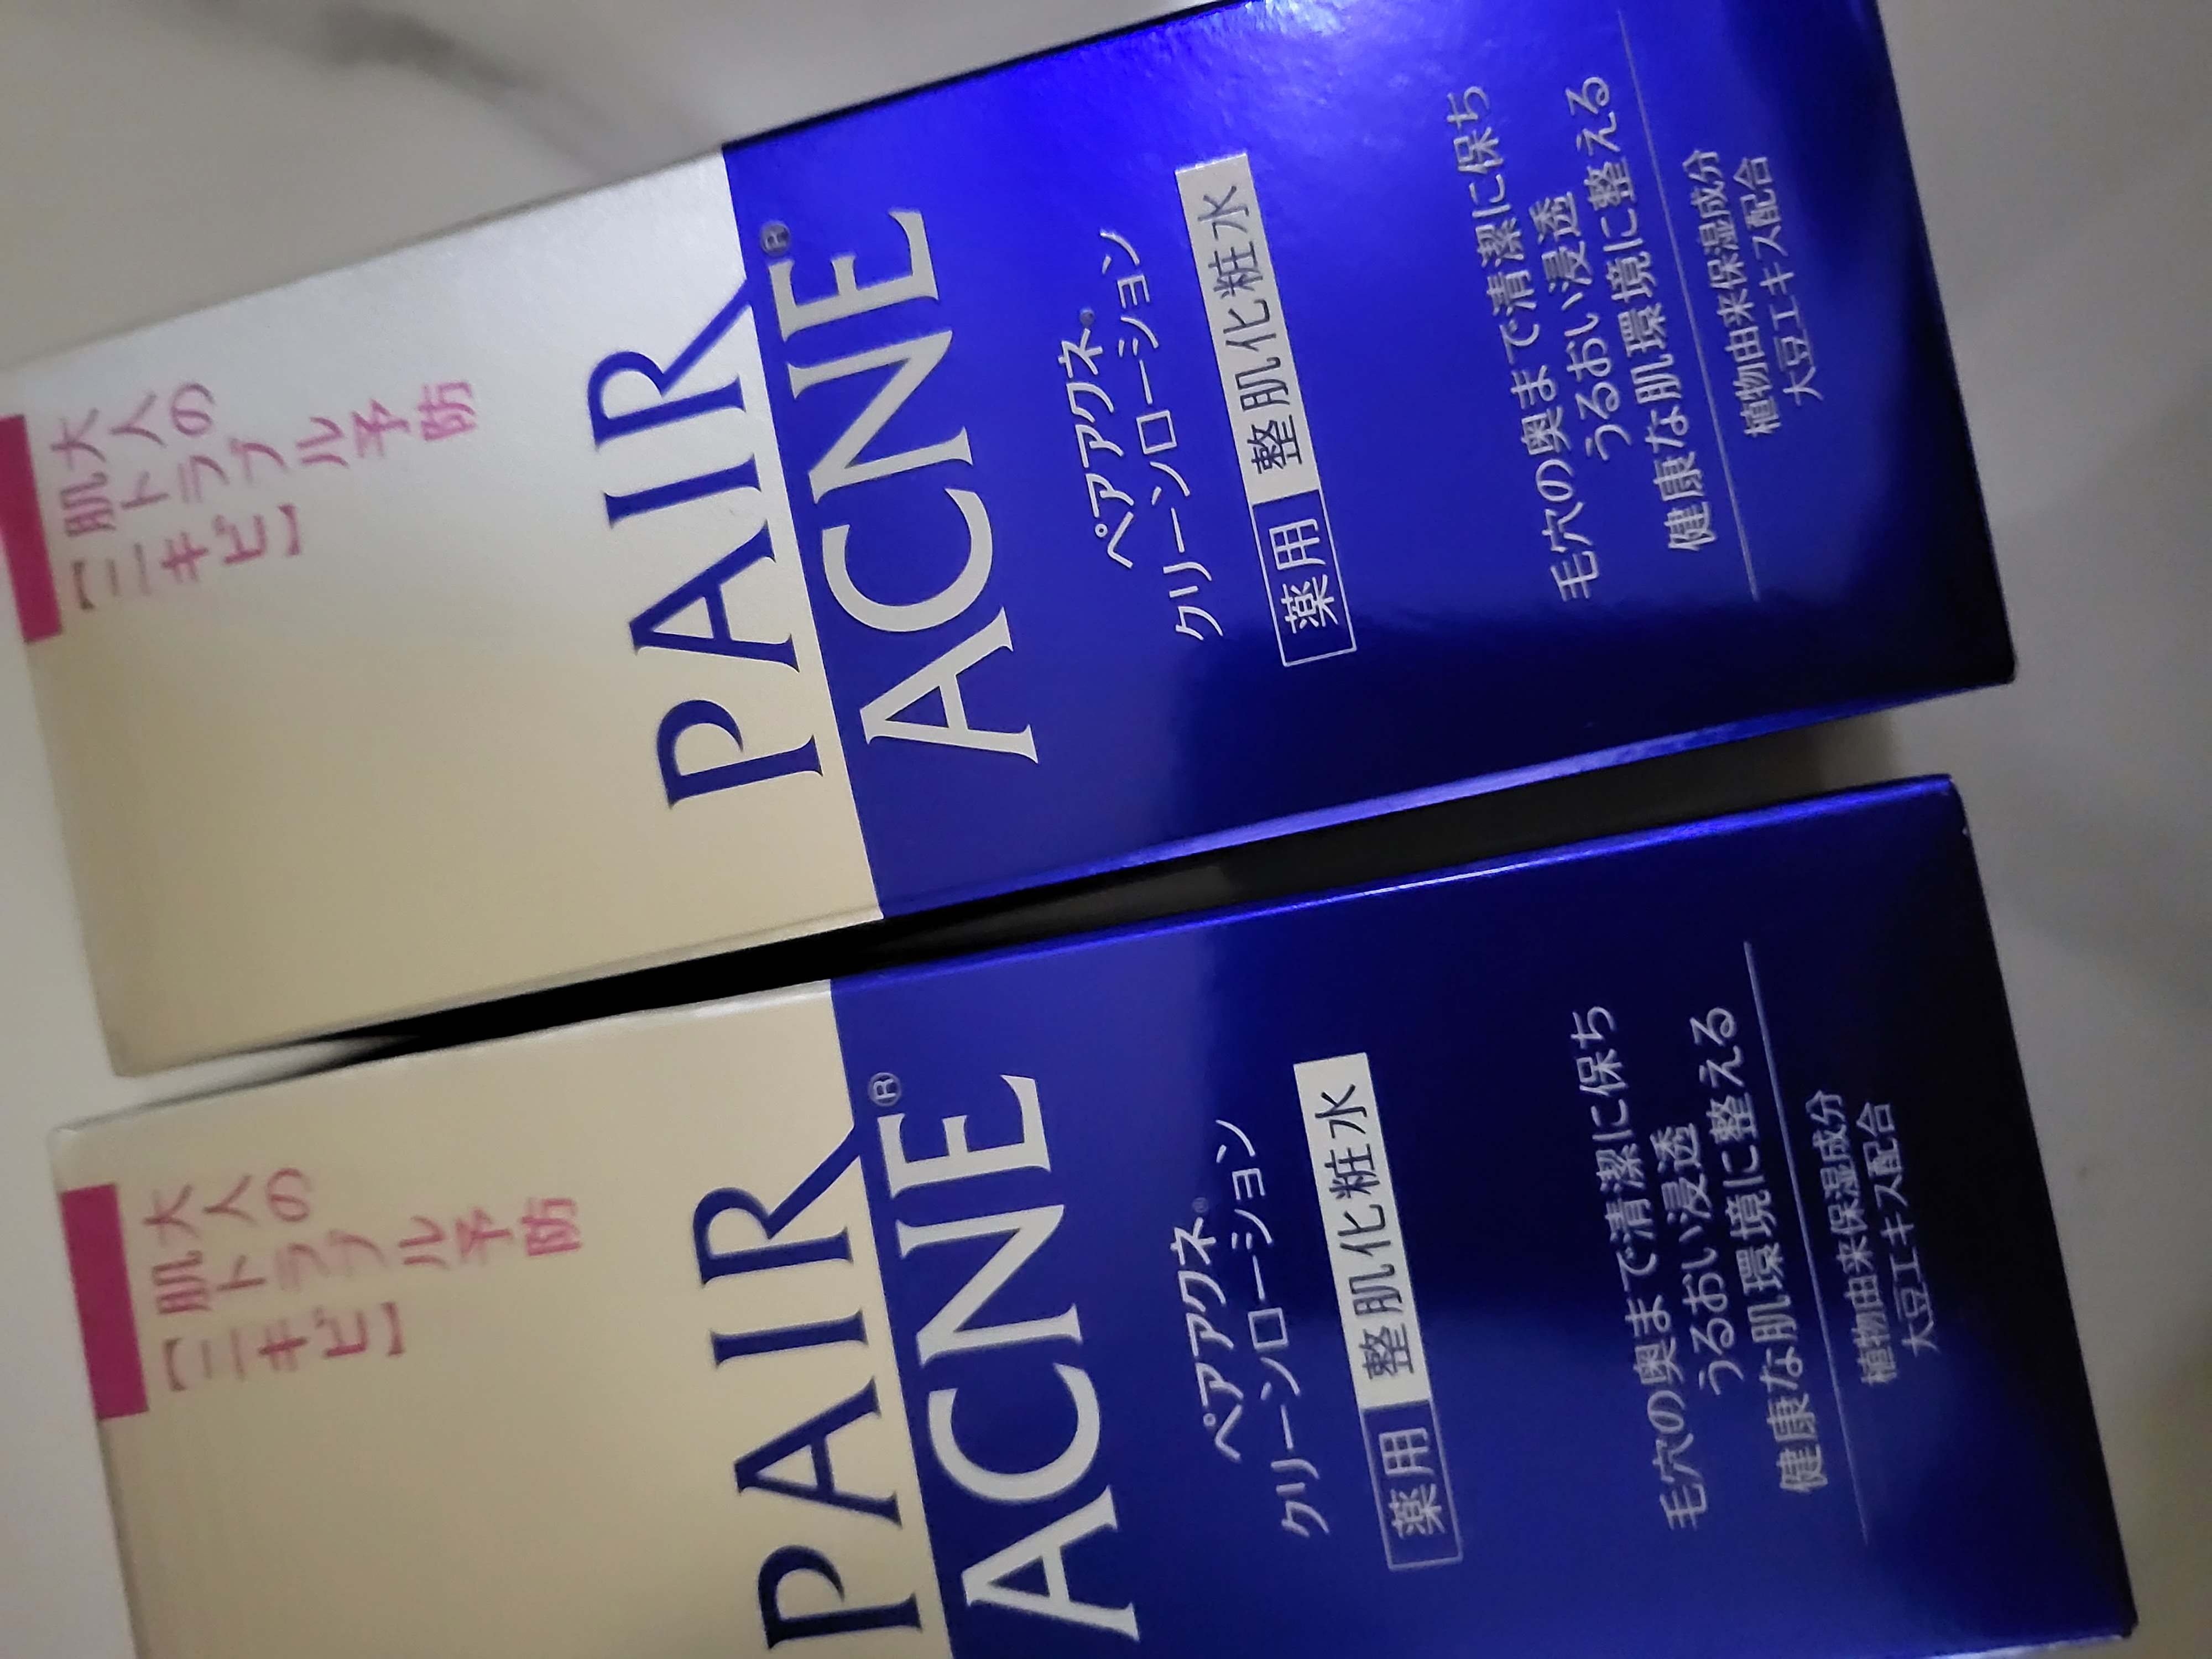 大人の
肌トラブル予防
【ニキビ】
PAIR
ACNE®
ペアアクネ®
クリーンローション
薬用 整肌化粧水
毛穴の奥まで清潔に保ち
うるおい浸透
健康な肌環境に整える
植物由来保湿成分
大豆エキス配合
大人の
肌トラブル予防
【ニキビ】
PAIR
ACNE®
ペアアクネ®
クリーンローション
薬用 整肌化粧水
毛穴の奥まで清潔に保ち
うるおい浸透
健康な肌環境に整える
植物由来保湿成分
大豆エキス配合